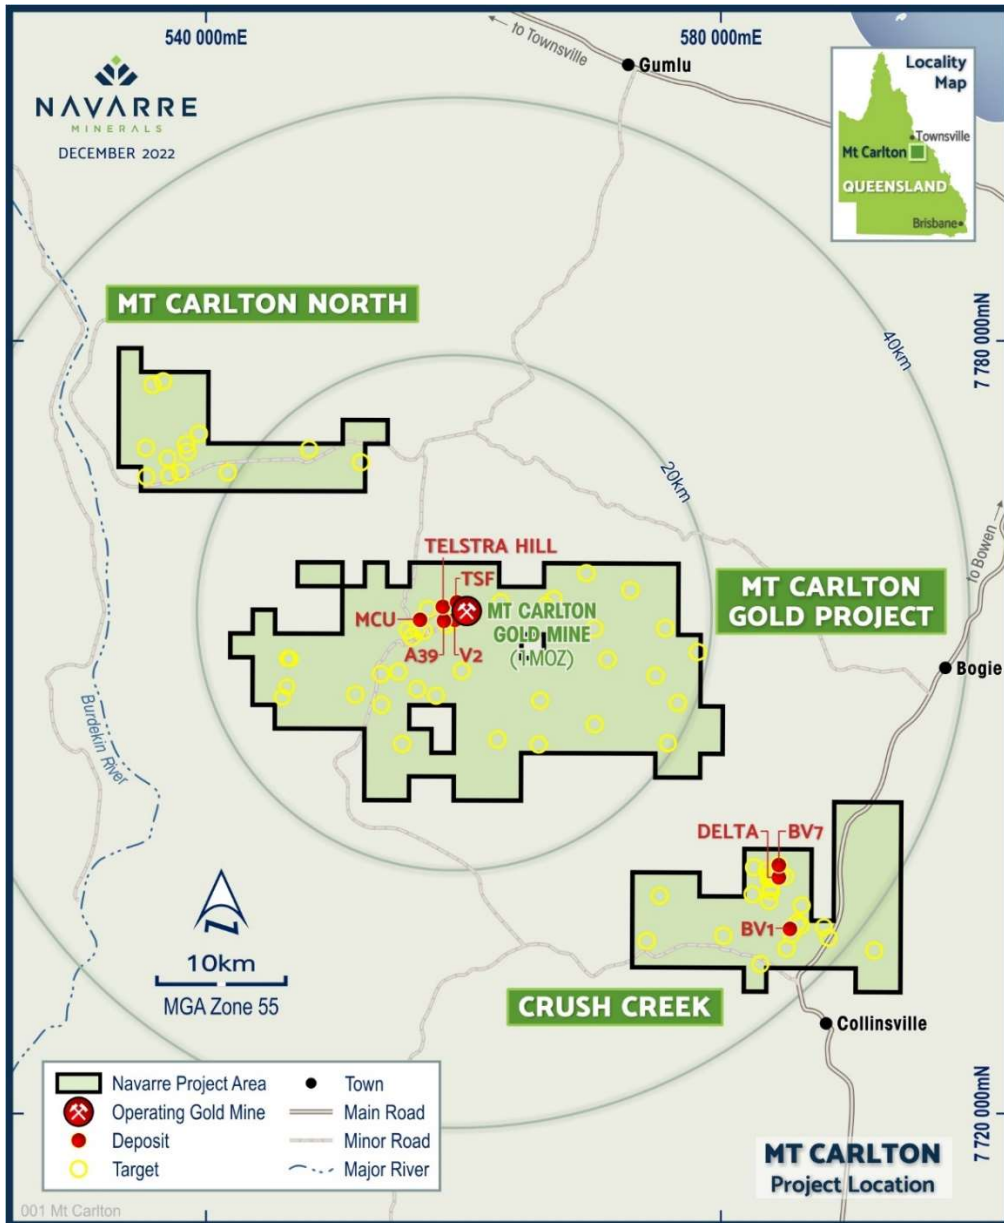 540 000mE
580 000mE
to Townsville
Gumlu
NAVARRE
MINERALS
DECEMBER 2022
Locality
Map
Townsville
Mt Carlton
QUEENSLAND
Brisbane
MT CARLTON NORTH
40km
7 780 000mN
20km
to Bowen
TELSTRA HILL
TSF
MCU
MT CARLTON
GOLD MINE
A39
V2
MT CARLTON
GOLD PROJECT
Bogie
Burdekin River
DELTA
BV7
BV1
N
10km
MGA Zone 55
CRUSH CREEK
Collinsville
Navarre Project Area
Town
Operating Gold Mine
Main Road
Deposit
Minor Road
Target
Major River
7 720 000mN
MT CARLTON
Project Location
001 Mt Carlton